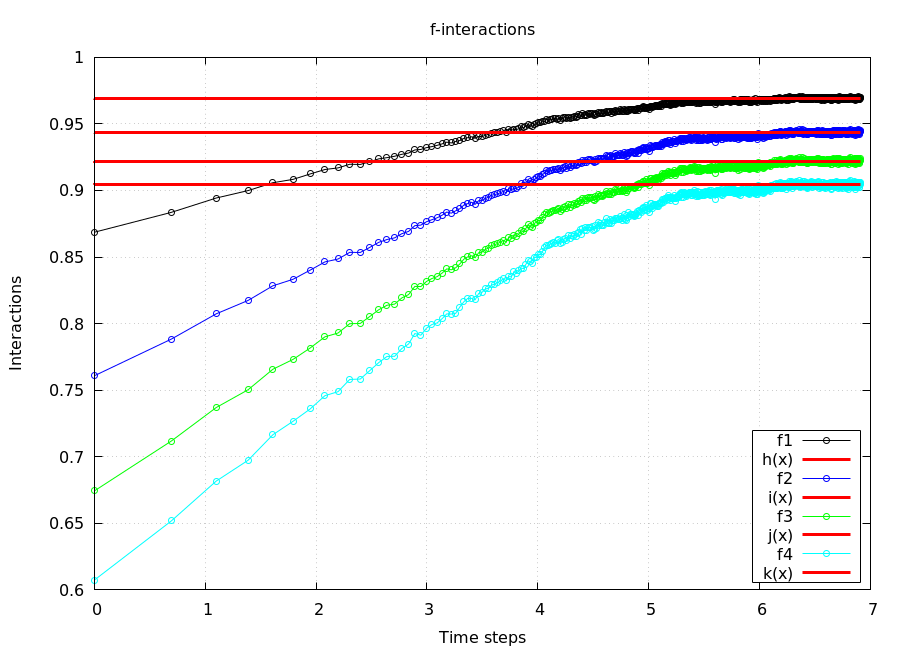 f-interactions
1
0.95
0.9
0.85
0.8
0.75
0.7
0.65
0.6
Interactions
0 1 2 3 4 5 6 7
Time steps
f1
h(x)
f2
i(x)
f3
j(x)
f4
k(x)